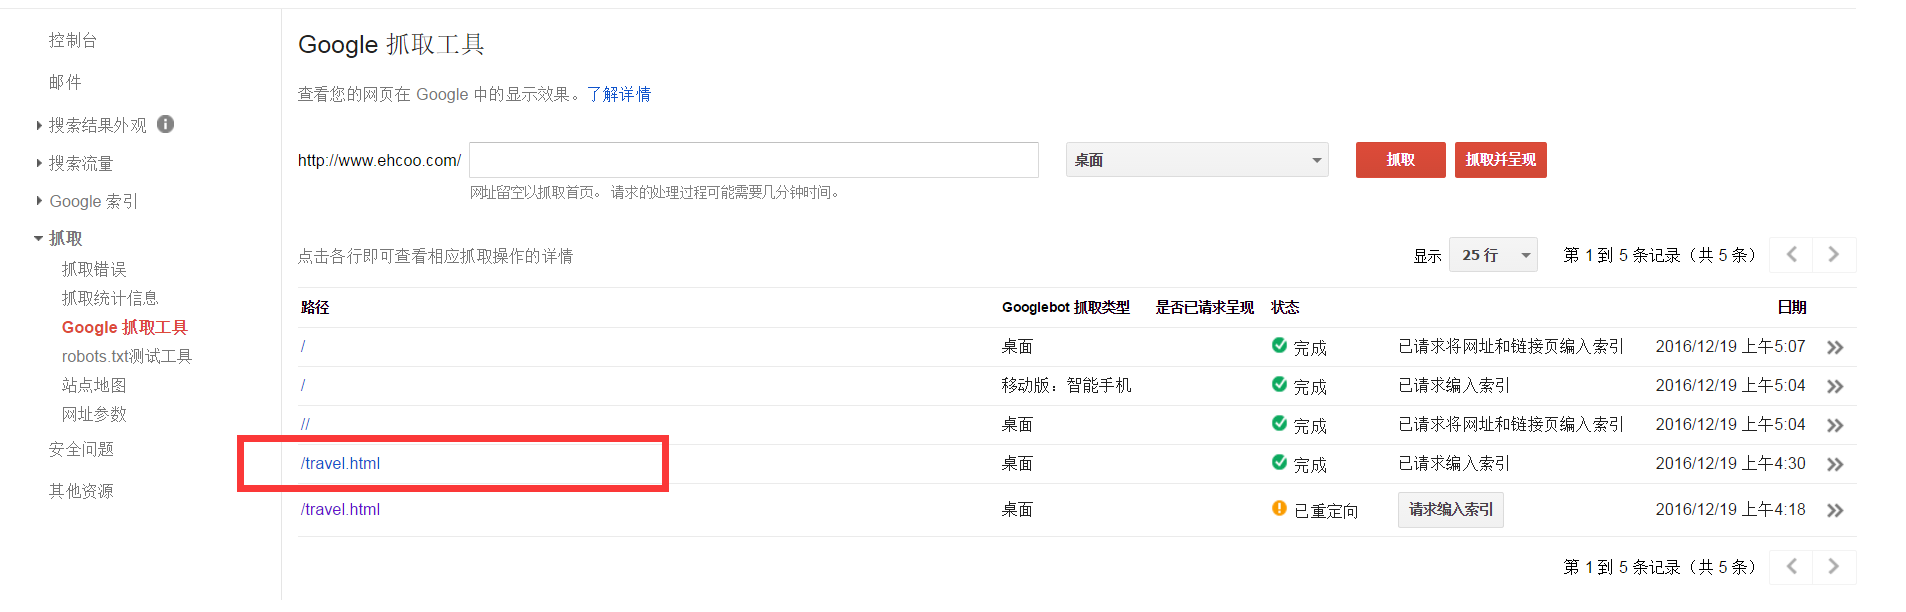 控制台
邮件
搜索结果外观
搜索流量
Google 索引
抓取
抓取错误
抓取统计信息
Google 抓取工具
robots.txt测试工具
站点地图
网址参数
安全问题
其他资源
Google 抓取工具
查看您的网页在 Google 中的显示效果。了解详情
http://www.ehcoo.com/ 桌面 抓取 抓取并呈现
网址留空以抓取首页。 请求的处理过程可能需要几分钟时间。
点击各行即可查看相应抓取操作的详情 显示 25 行 第 1 到 5 条记录（共 5 条）
路径 Googlebot 抓取类型 是否已请求呈现 状态 日期
/ 桌面 完成 已请求将网址和链接页编入索引 2016/12/19 上午5:07
/ 移动版：智能手机 完成 已请求编入索引 2016/12/19 上午5:04
// 桌面 完成 已请求将网址和链接页编入索引 2016/12/19 上午5:04
/travel.html 桌面 完成 已请求编入索引 2016/12/19 上午4:30
/travel.html 桌面 已重定向 请求编入索引 2016/12/19 上午4:18
第 1 到 5 条记录（共 5 条）